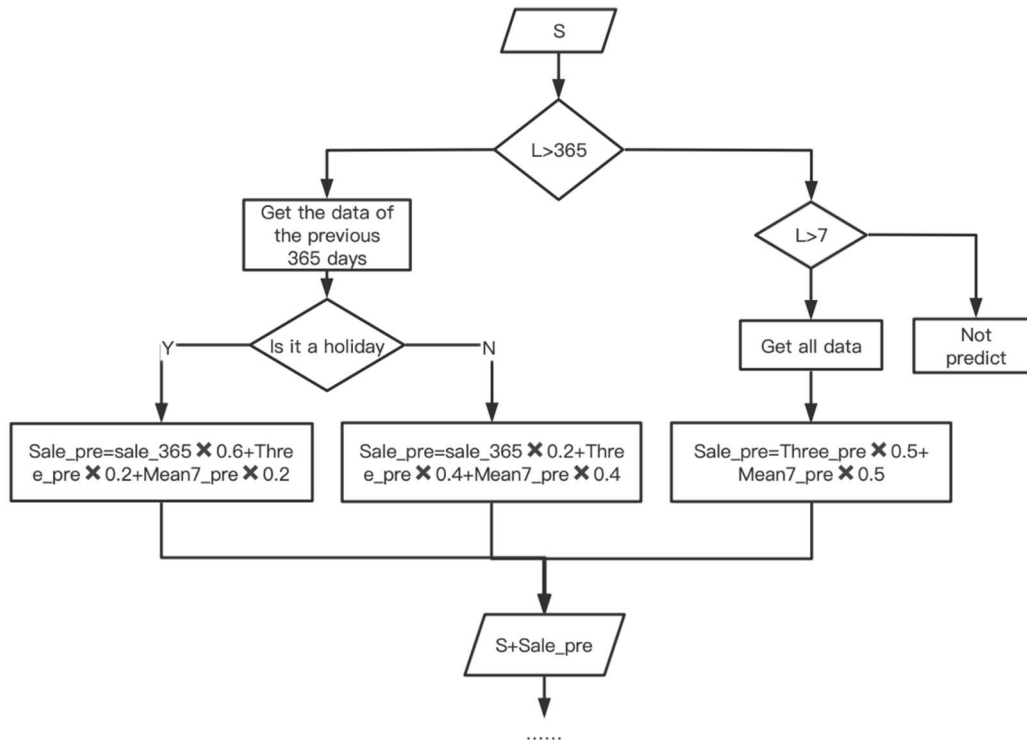 S
L>365
Get the data of
the previous
365 days
L>7
Is it a holiday
Y
N
Get all data
Not
predict
Sale_pre=sale_365✖0.6+Thre
e_pre✖0.2+Mean7_pre✖0.2
Sale_pre=sale_365✖0.2+Thre
e_pre✖0.4+Mean7_pre✖0.4
Sale_pre=Three_pre✖0.5+
Mean7_pre✖0.5
S+Sale_pre
......